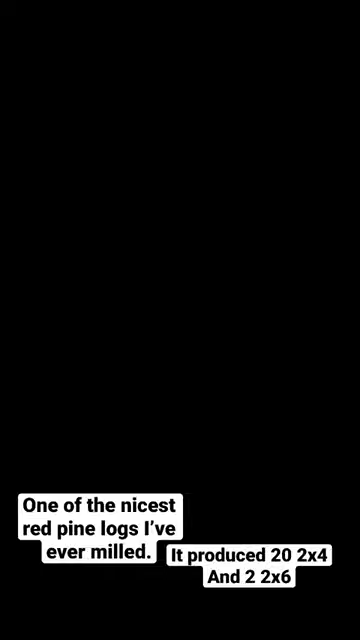 One of the nicest
red pine logs I’ve
ever milled.
It produced 20 2x4
And 2 2x6